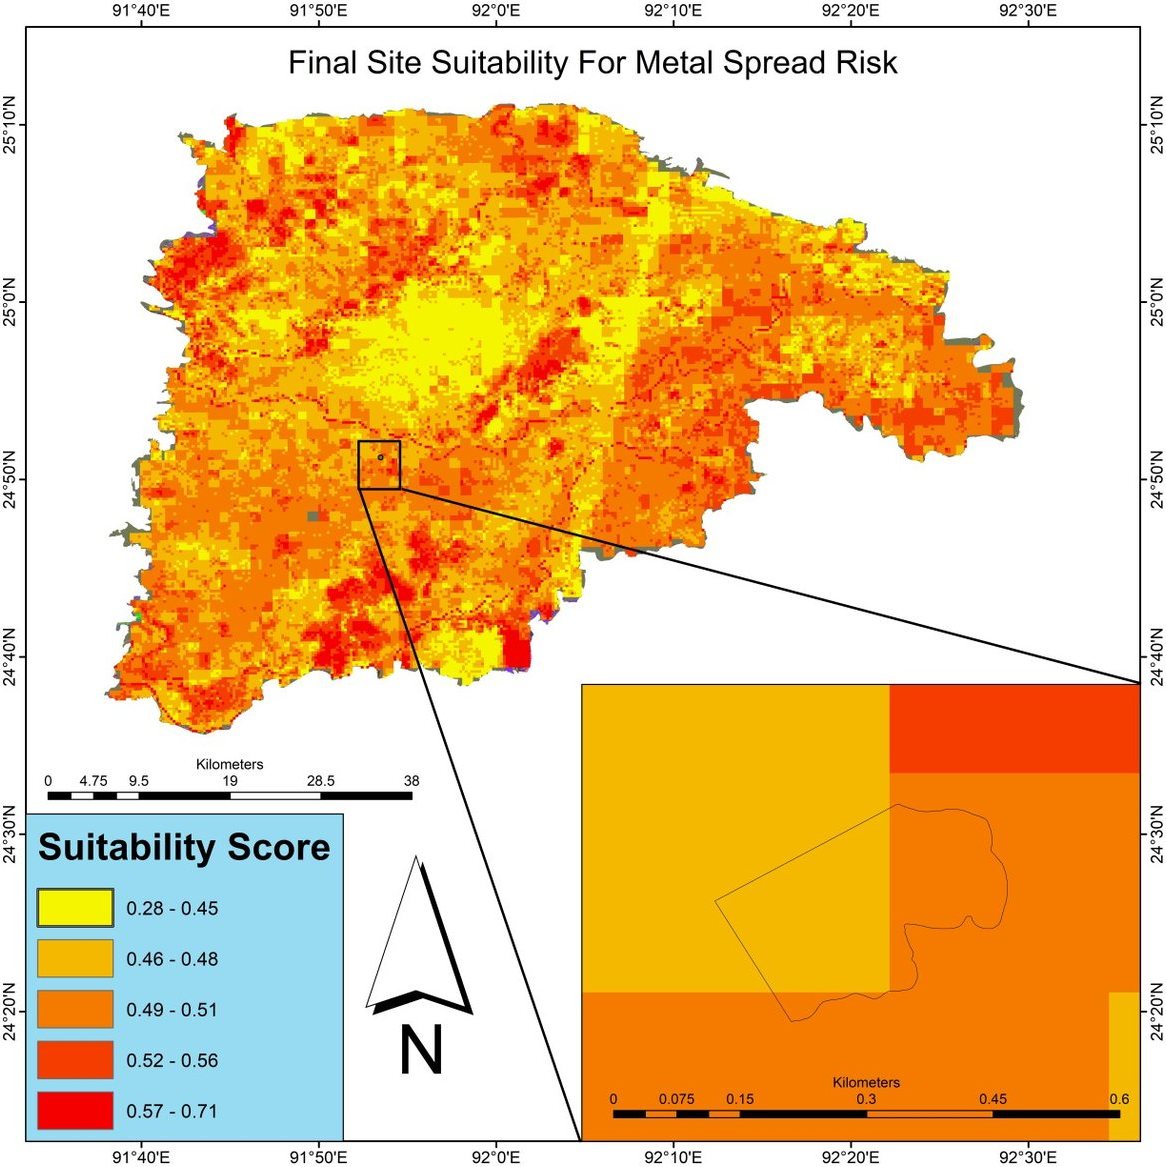 91°40'E 91°50'E 92°0'E 92°10'E 92°20'E 92°30'E
Final Site Suitability For Metal Spread Risk
25°10'N 25°10'N
25°0'N 25°0'N
24°50'N 24°50'N
24°40'N 24°40'N
Kilometers
0 4.75 9.5 19 28.5 38
24°30'N 24°30'N
Suitability Score
0.28 - 0.45
0.46 - 0.48
0.49 - 0.51
0.52 - 0.56
0.57 - 0.71
N
24°20'N 24°20'N
Kilometers
0 0.075 0.15 0.3 0.45 0.6
91°40'E 91°50'E 92°0'E 92°10'E 92°20'E 92°30'E